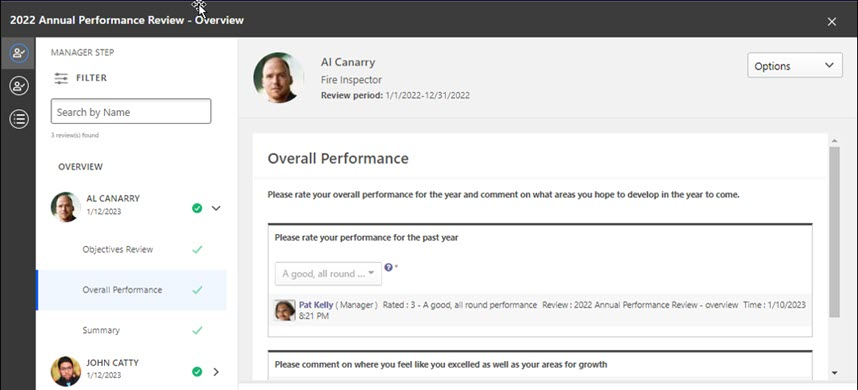 2022 Annual Performance Review - Overview
MANAGER STEP
FILTER
Search by Name
3 review(s) found
OVERVIEW
AL CANARRY
1/12/2023
Objectives Review
Overall Performance
Summary
JOHN CATTY
1/12/2023
Al Canarry
Fire Inspector
Review period: 1/1/2022-12/31/2022
Options
Overall Performance
Please rate your overall performance for the year and comment on what areas you hope to develop in the year to come.
Please rate your performance for the past year
A good, all round ...
? *
Pat Kelly ( Manager ) Rated : 3 - A good, all round performance Review : 2022 Annual Performance Review - overview Time : 1/10/2023
8:21 PM
Please comment on where you feel like you excelled as well as your areas for growth